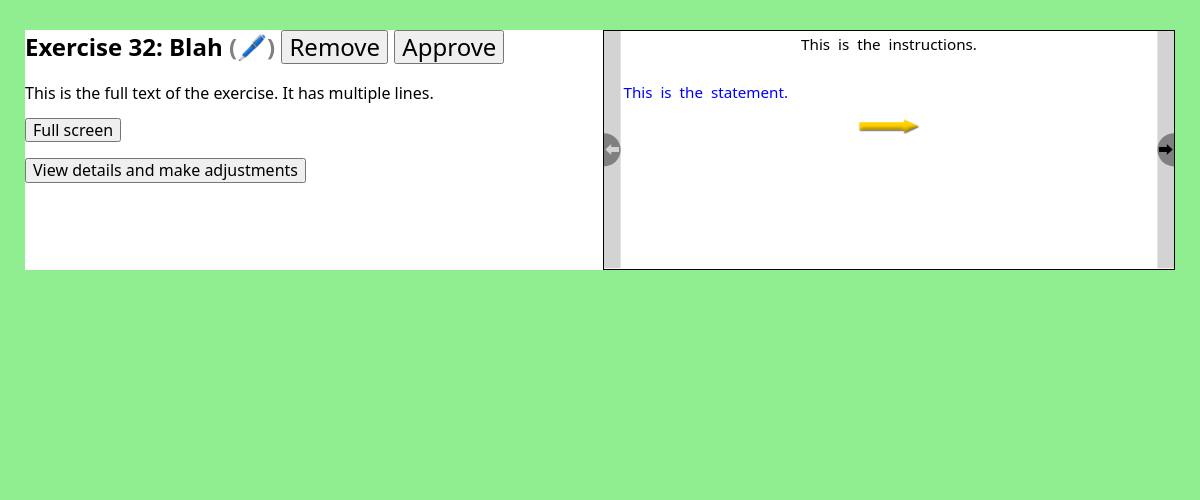 Exercise 32: Blah (🖊️) Remove Approve
This is the full text of the exercise. It has multiple lines.
Full screen
View details and make adjustments
This is the instructions.
This is the statement.